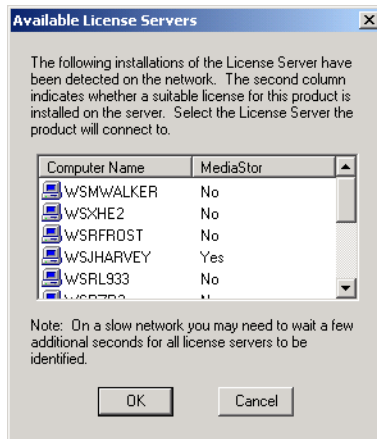 Available License Servers
The following installations of the License Server have
been detected on the network. The second column
indicates whether a suitable license for this product is
installed on the server. Select the License Server the
product will connect to.
Computer Name MediaStor
WSMWALKER No
WSXHE2 No
WSRFROST No
WSJHARVEY Yes
WSRL933 No
Note: On a slow network you may need to wait a few
additional seconds for all license servers to be
identified.
OK Cancel